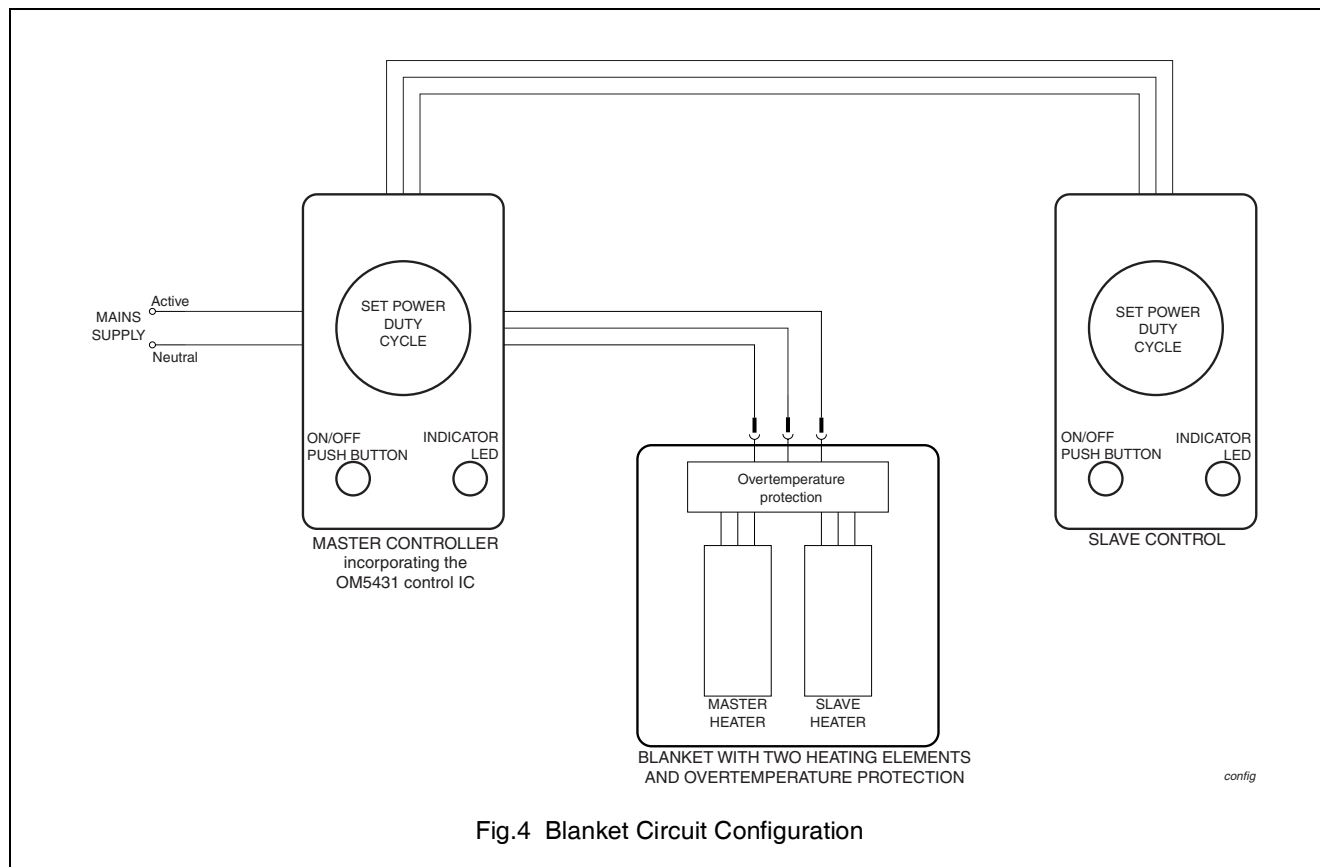 Active
MAINS
SUPPLY
Neutral
SET POWER
DUTY
CYCLE
ON/OFF
PUSH BUTTON
INDICATOR
LED
MASTER CONTROLLER
incorporating the
OM5431 control IC
Overtemperature
protection
MASTER
HEATER
SLAVE
HEATER
BLANKET WITH TWO HEATING ELEMENTS
AND OVERTEMPERATURE PROTECTION
SET POWER
DUTY
CYCLE
ON/OFF
PUSH BUTTON
INDICATOR
LED
SLAVE CONTROL
config
Fig.4 Blanket Circuit Configuration